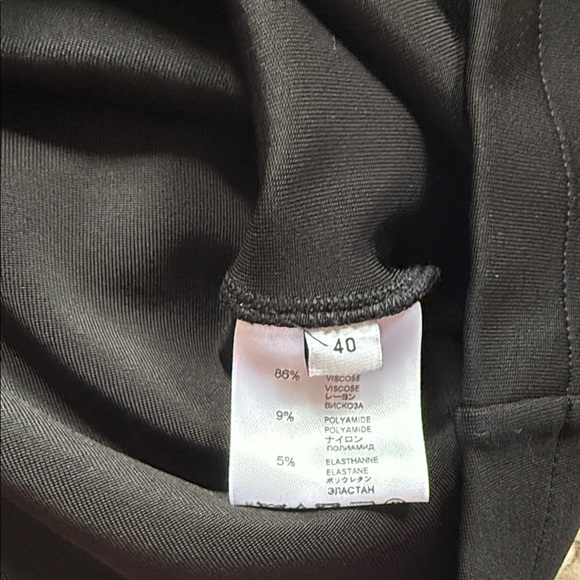 40
86% VISCOSE
VISCOSE
レーヨン
ВИСКОЗА
9% POLYAMIDE
POLYAMIDE
ナイロン
ПОЛИАМИД
5% ELASTHANNE
ELASTANE
ポリウレタン
ЭЛАСТАН